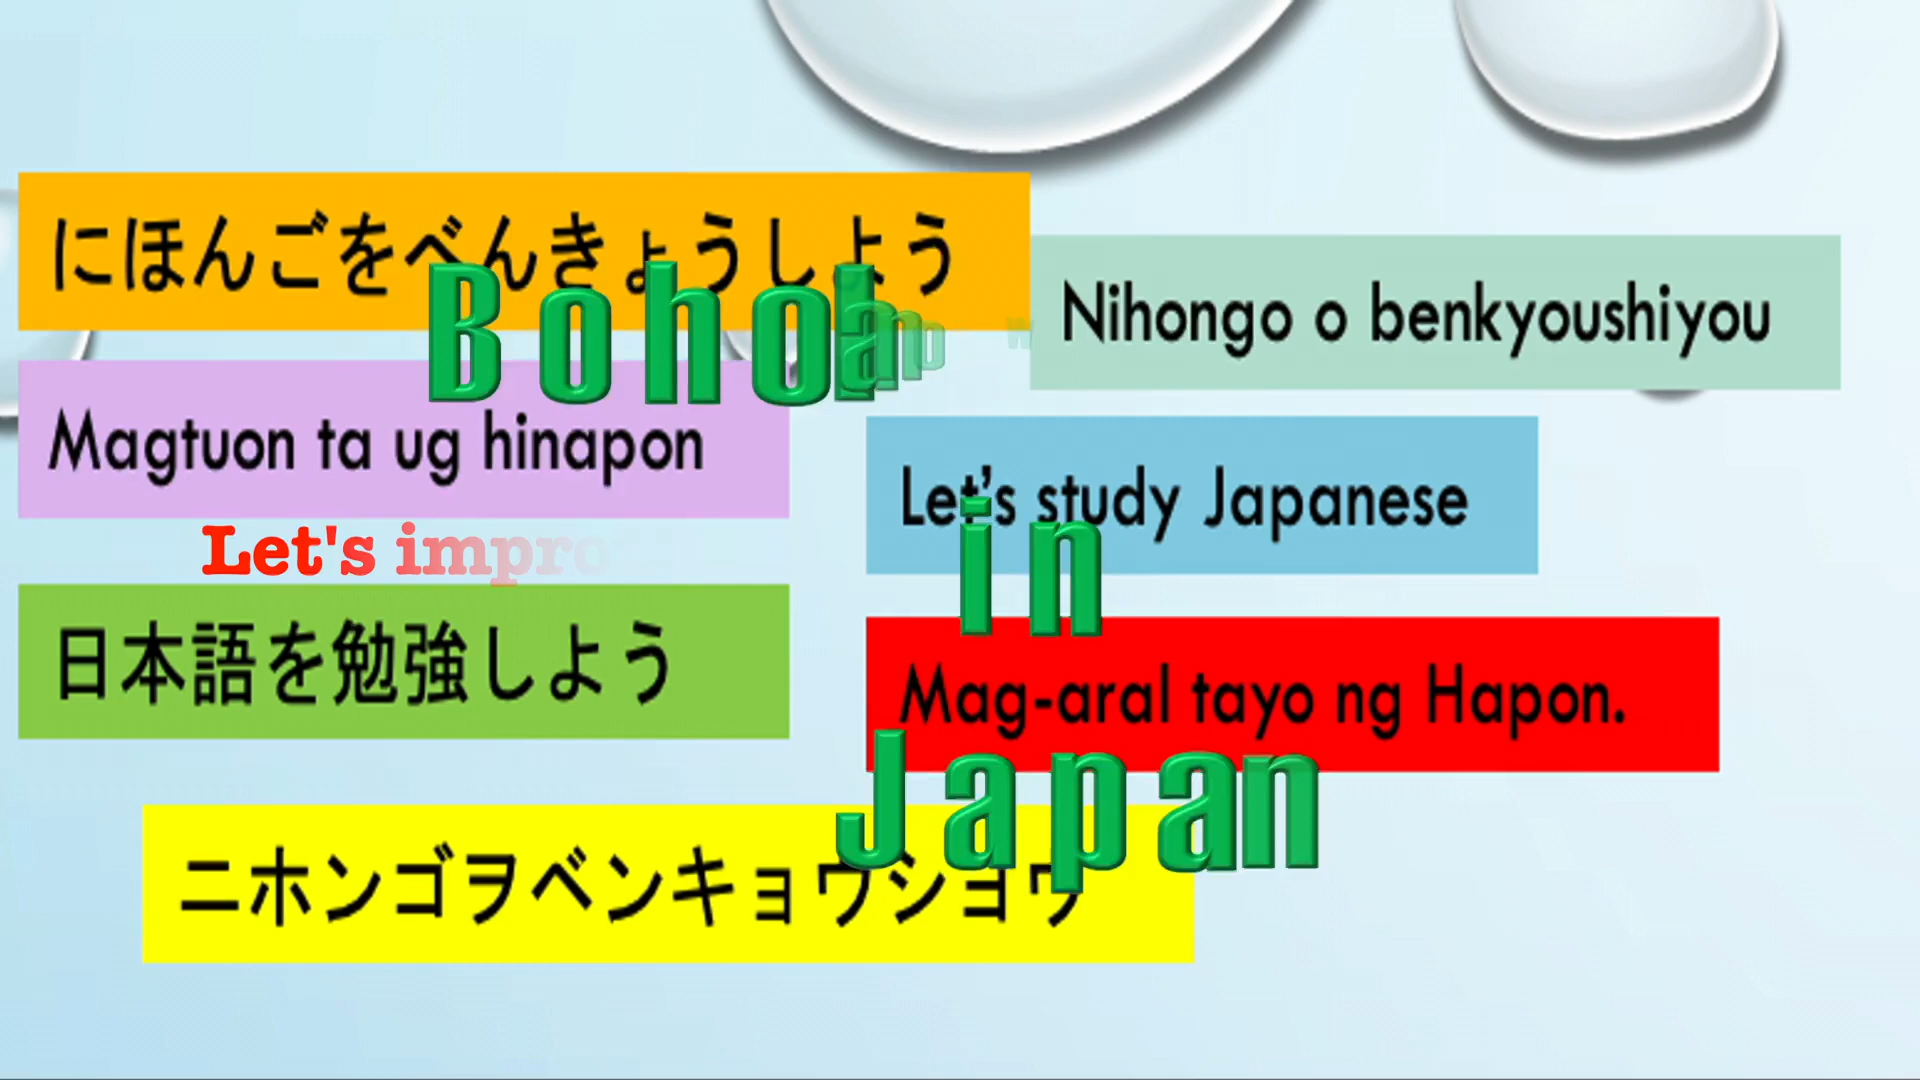 にほんごをべんきょうしよう
Nihongo o benkyoushiyou
Magtuon ta ug hinapon
Let's study Japanese
Let's
日本語を勉強しよう
Mag-aral tayo ng Hapon.
ニホンゴヲベンキョウシヨウ
in
Japan